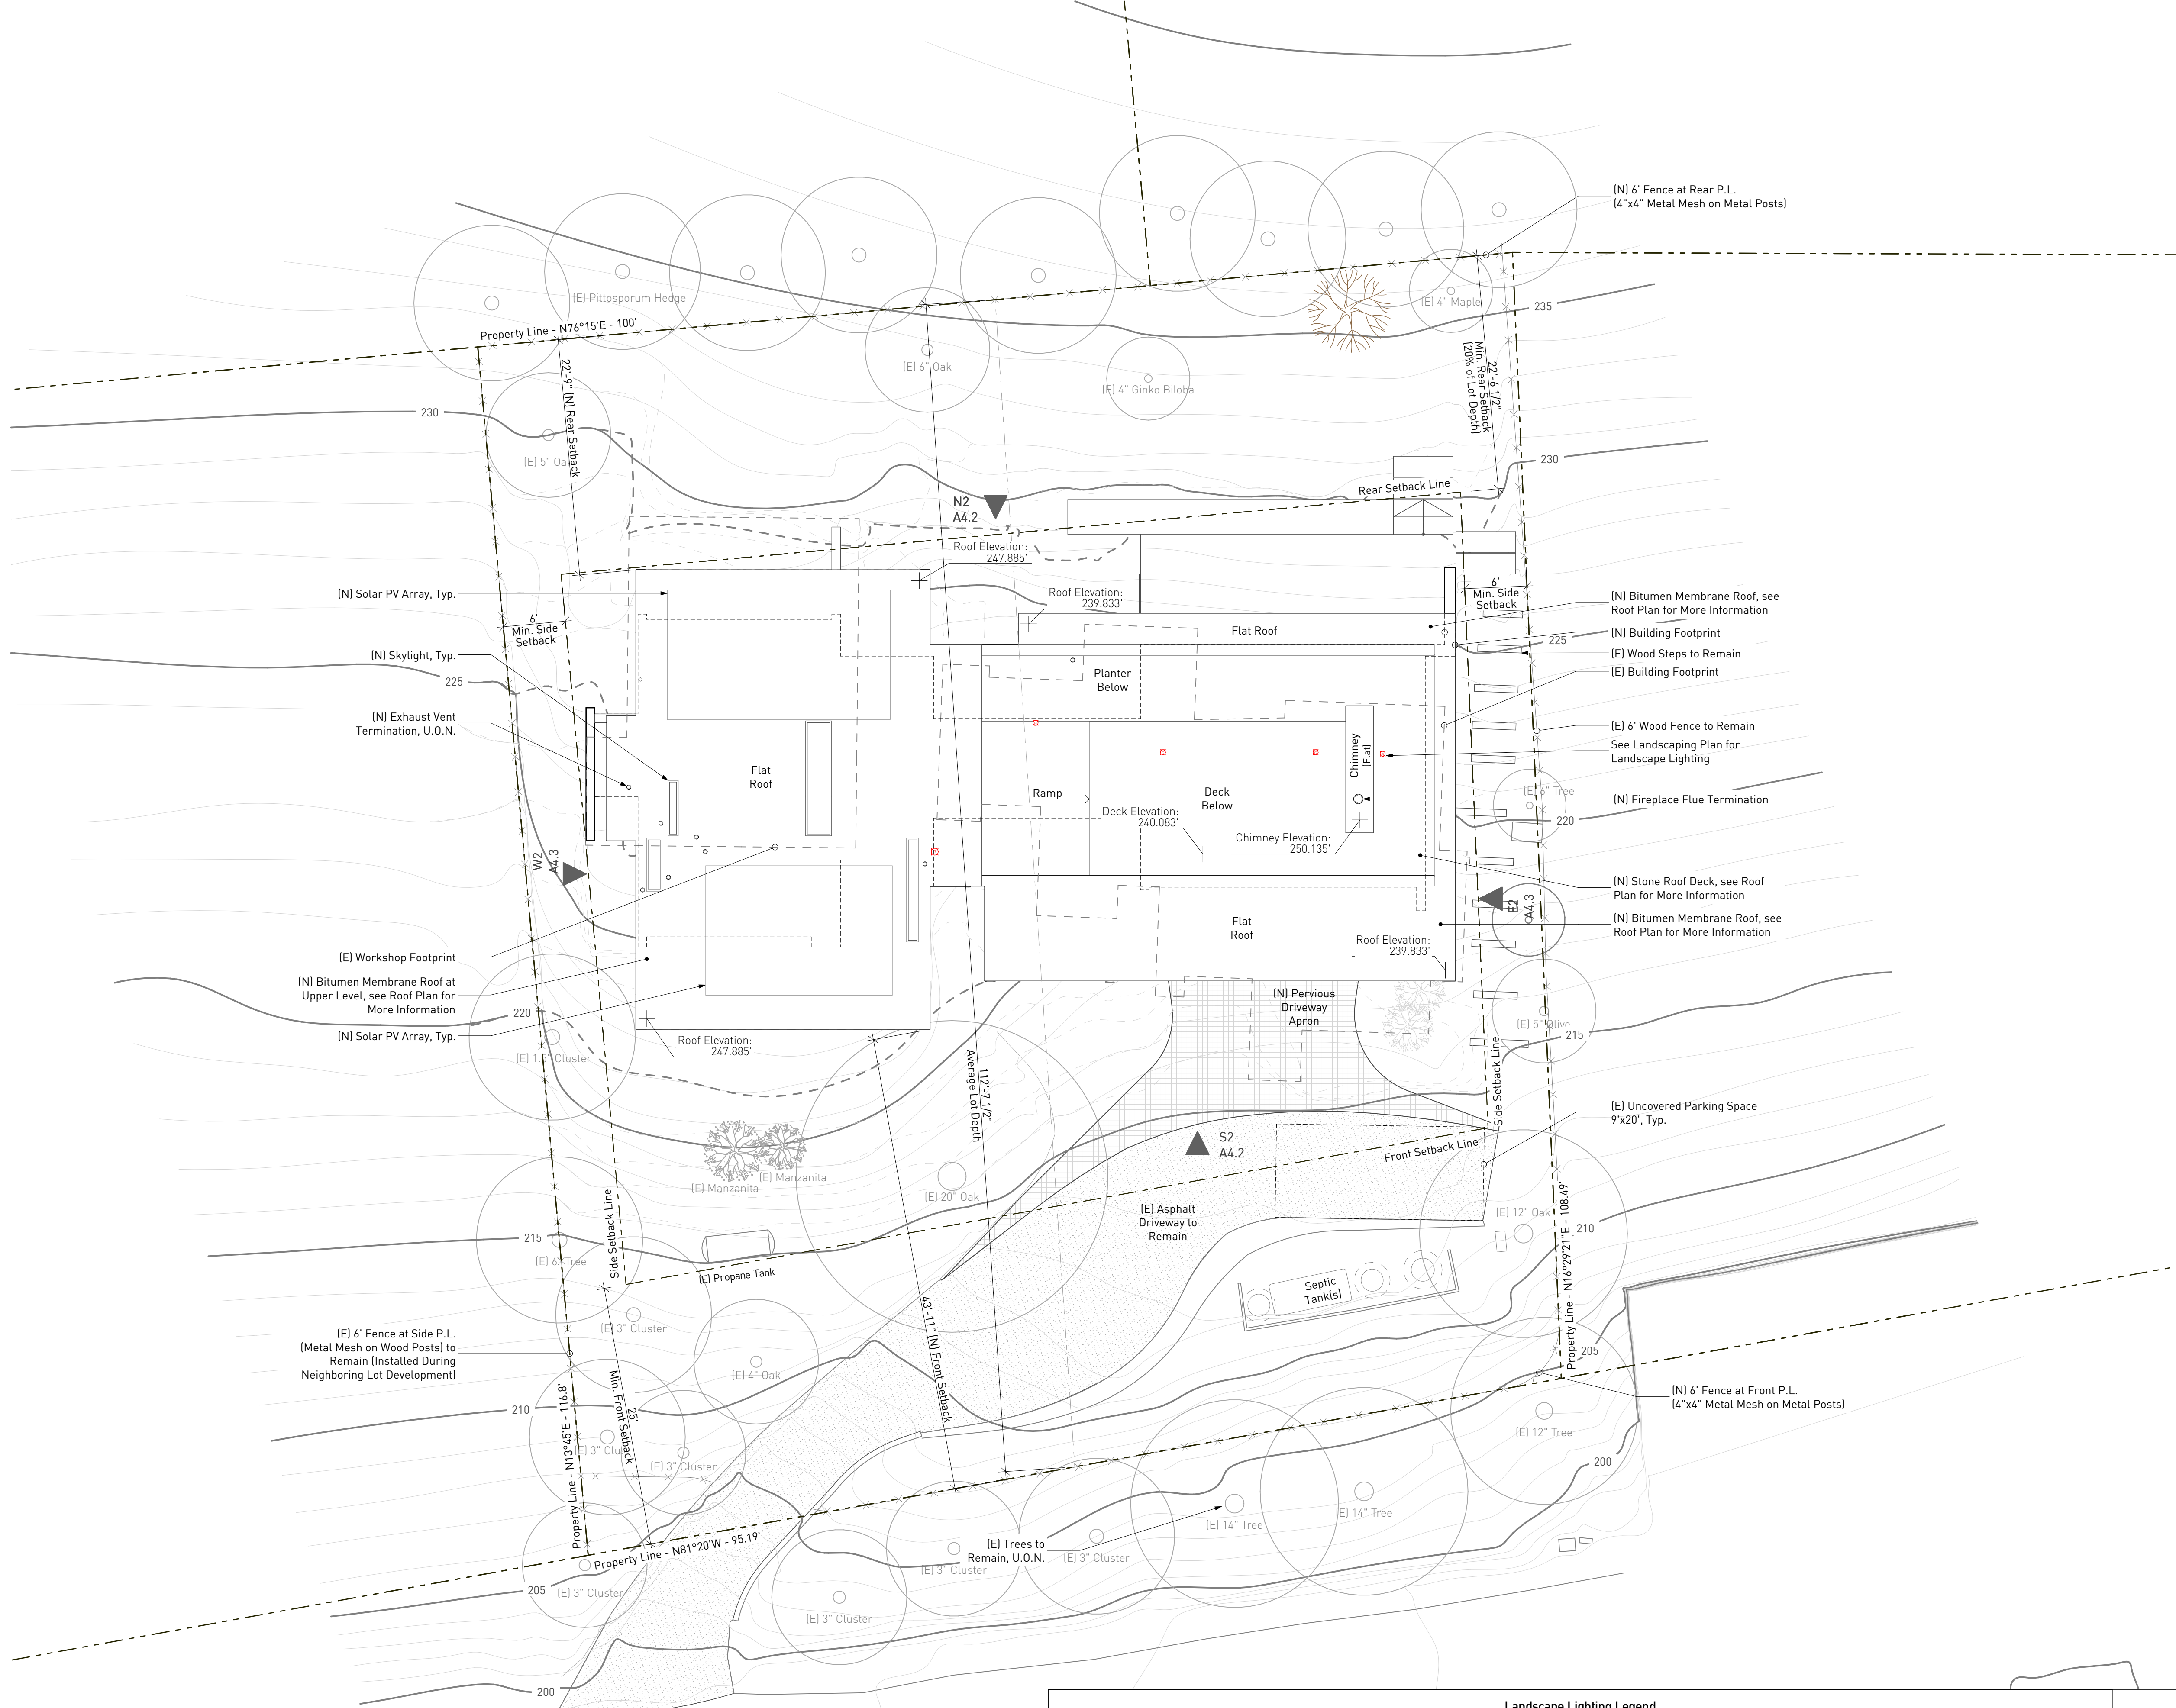 (N) 6' Fence at Rear P.L.
(4"x4" Metal Mesh on Metal Posts)
(E) Pittosporum Hedge
(E) 4" Maple
235
Property Line - N76°15'E - 100'
(E) 6" Oak
(E) 4" Ginko Biloba
22'-6 1/2"
Min. Rear Setback
(20% of Lot Depth)
22'-9" (N) Rear Setback
230
(E) 5" Oak
230
Rear Setback Line
N2
A4.2
Roof Elevation:
247.885'
(N) Solar PV Array, Typ.
Roof Elevation:
239.833'
6'
Min. Side
Setback
(N) Bitumen Membrane Roof, see
Roof Plan for More Information
6'
Min. Side
Setback
Flat Roof
(N) Building Footprint
225
(N) Skylight, Typ.
(E) Wood Steps to Remain
225
Planter
Below
(E) Building Footprint
(N) Exhaust Vent
Termination, U.O.N.
(E) 6' Wood Fence to Remain
Chimney
(Flat)
See Landscaping Plan for
Landscape Lighting
Flat
Roof
Ramp
Deck
Below
(E) 6" Tree
(N) Fireplace Flue Termination
Deck Elevation:
240.083'
220
Chimney Elevation:
250.135'
W2
A4.3
(N) Stone Roof Deck, see Roof
Plan for More Information
E2
A4.3
Flat
Roof
(N) Bitumen Membrane Roof, see
Roof Plan for More Information
Roof Elevation:
239.833'
(E) Workshop Footprint
(N) Bitumen Membrane Roof at
Upper Level, see Roof Plan for
More Information
(N) Pervious
Driveway
Apron
220
(E) 5" Olive
215
(N) Solar PV Array, Typ.
Roof Elevation:
247.885'
(E) 1.5" Cluster
Side Setback Line
112'-7 1/2"
Average Lot Depth
(E) Uncovered Parking Space
9'x20', Typ.
S2
A4.2
Front Setback Line
(E) Manzanita
(E) Manzanita
(E) 20" Oak
(E) 12" Oak
(E) Asphalt
Driveway to
Remain
Side Setback Line
215
210
(E) 6" Tree
(E) Propane Tank
Septic
Tank(s)
Property Line - N16°29'21"E - 108.49'
43'-11" (N) Front Setback
(E) 3" Cluster
(E) 6' Fence at Side P.L.
(Metal Mesh on Wood Posts) to
Remain (Installed During
Neighboring Lot Development)
205
(E) 4" Oak
(N) 6' Fence at Front P.L.
(4"x4" Metal Mesh on Metal Posts)
210
25'
Min. Front Setback
Property Line - N13°45'E - 116.8'
(E) 3" Cluster
(E) 3" Cluster
(E) 12" Tree
200
(E) 14" Tree
(E) 14" Tree
Property Line - N81°20'W - 95.19'
(E) Trees to
Remain, U.O.N.
(E) 3" Cluster
(E) 3" Cluster
205
(E) 3" Cluster
(E) 3" Cluster
200
Landscape Lighting Legend